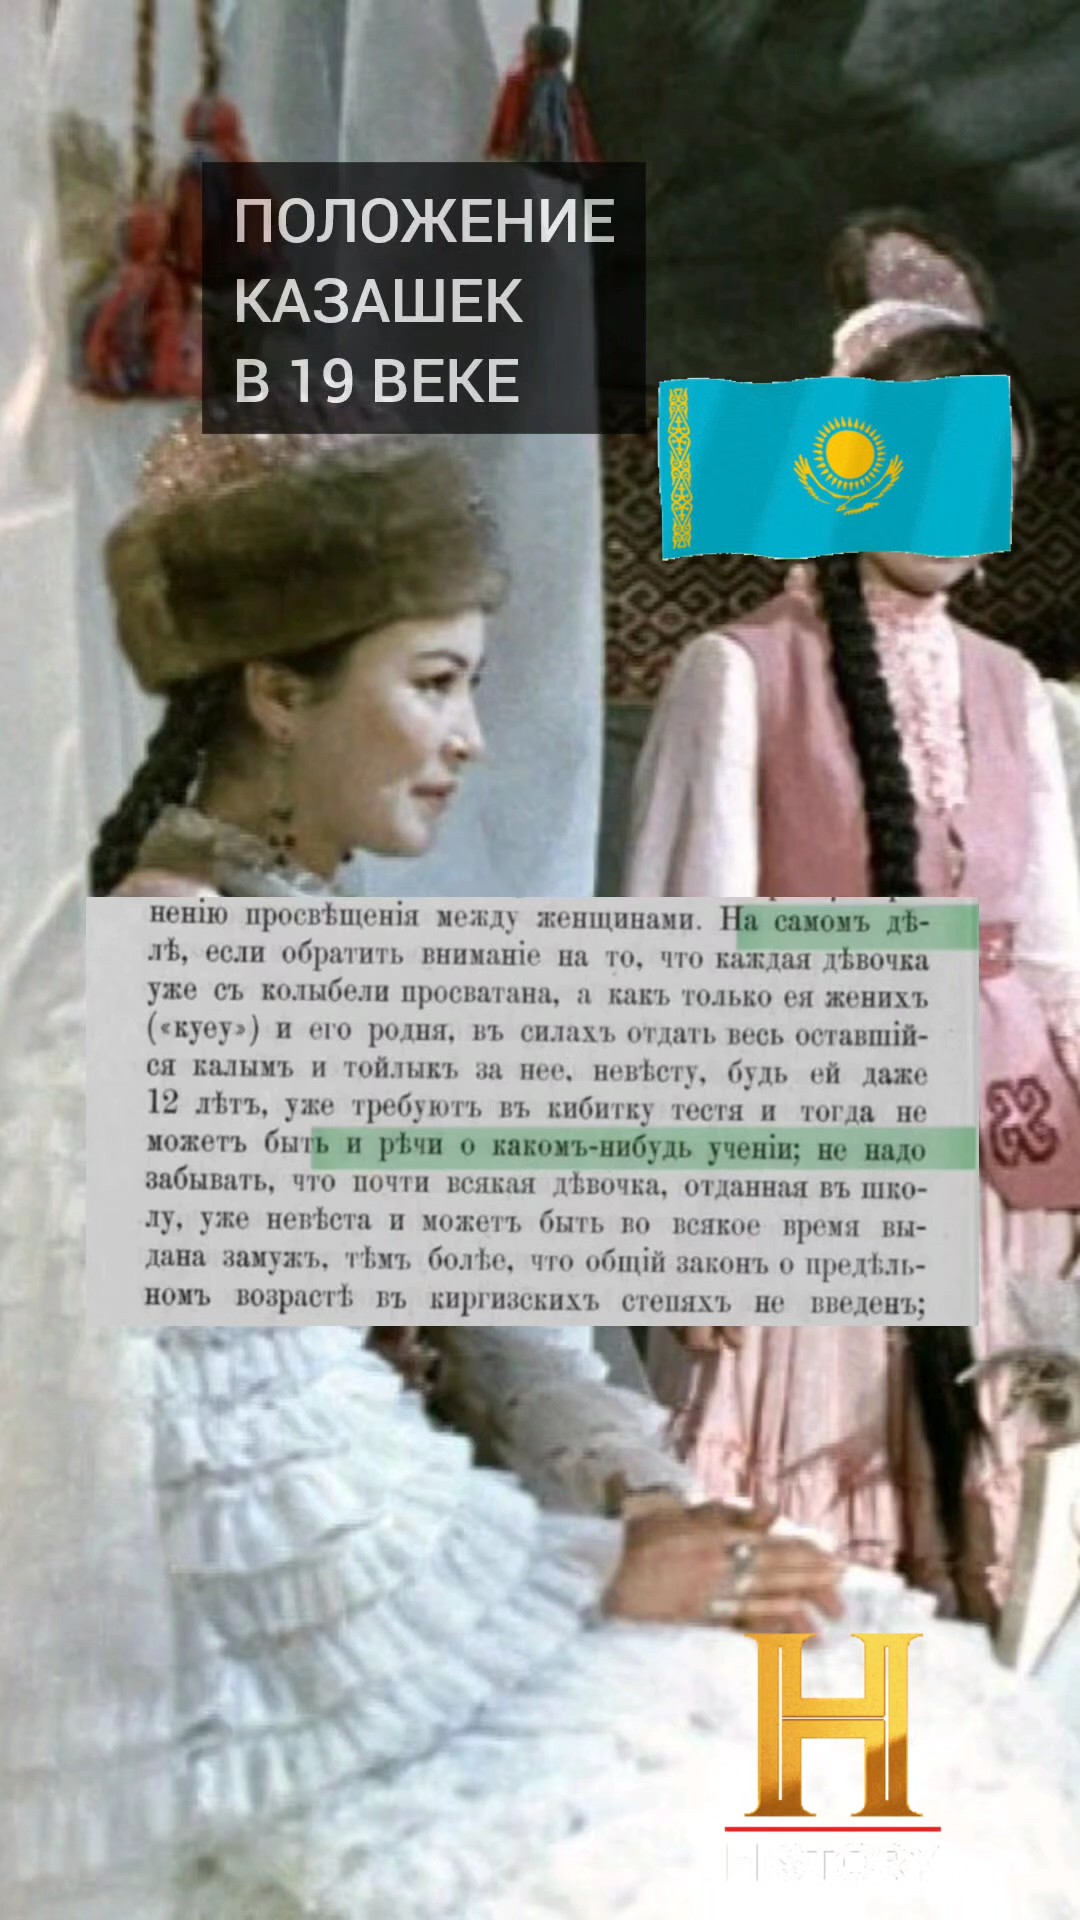 ПОЛОЖЕНИЕ
КАЗАШЕК
В 19 ВЕКЕ
ненію просвѣщенія между женщинами. На самомъ дѣ-
лѣ, если обратить вниманіе на то, что каждая дѣвочка
уже съ колыбели просватана, а какъ только ея женихъ
(«куеу») и его родня, въ силахъ отдать весь оставшій-
ся калымъ и тойлыкъ за нее, невѣсту, будь ей даже
12 лѣтъ, уже требуютъ въ кибитку тестя и тогда не
можетъ быть и рѣчи о какомъ-нибудь ученіи; не надо
забывать, что почти всякая дѣвочка, отданная въ шко-
лу, уже невѣста и можетъ быть во всякое время вы-
дана замужъ, тѣмъ болѣе, что общій законъ о предѣль-
номъ возрастѣ въ киргизскихъ степяхъ не введенъ;
H
HISTORY